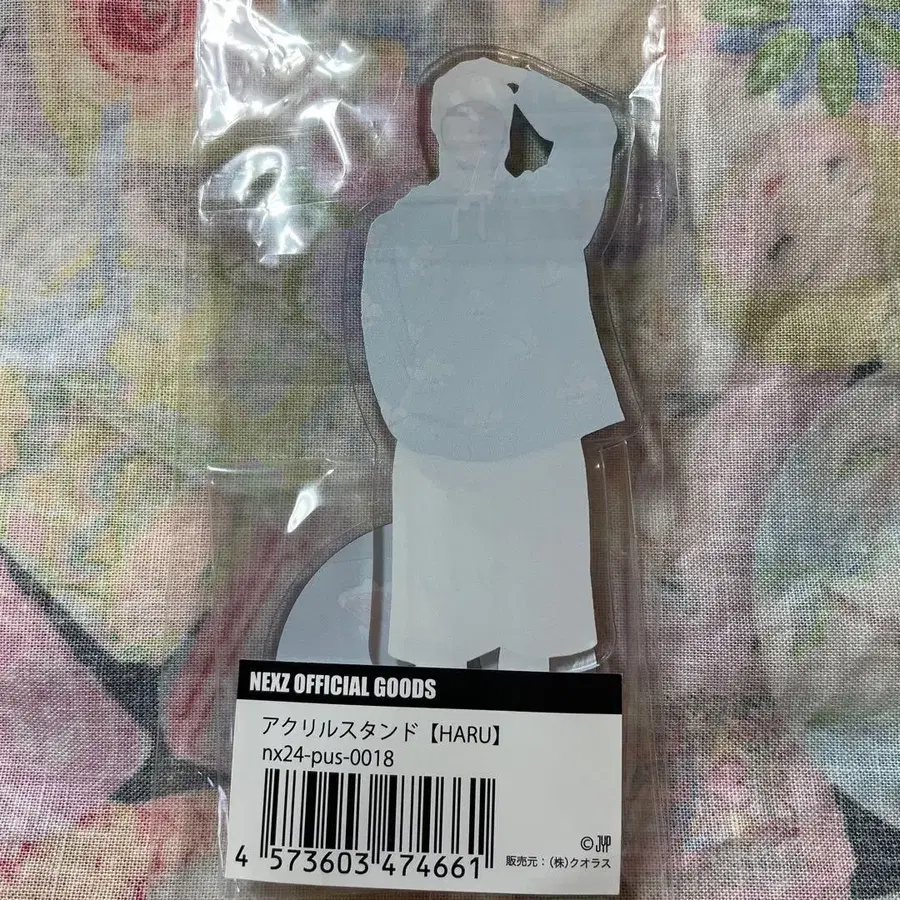 NEXZ OFFICIAL GOODS
アクリルスタンド【HARU】
nx24-pus-0018
© JYP
4 573603 474661
販売元：（株）クオラス